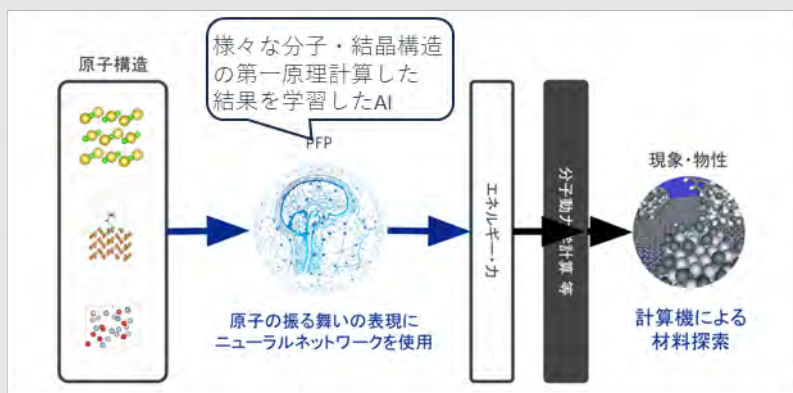 様々な分子・結晶構造
の第一原理計算した
結果を学習したAI
原子構造
PFP
原子の振る舞いの表現に
ニューラルネットワークを使用
エネルギー・力
分子動力 計算 等
現象・物性
計算機による
材料探索